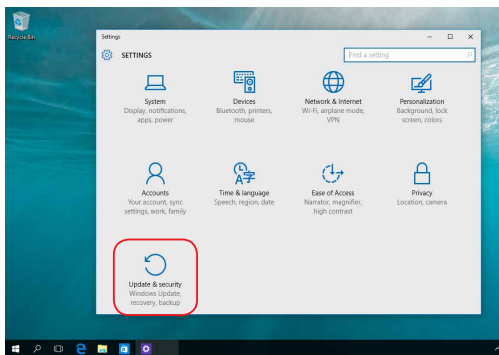 Recycle Bin
Settings
SETTINGS
Find a setting
System
Display, notifications,
apps, power
Devices
Bluetooth, printers,
mouse
Network & Internet
Wi-Fi, airplane mode,
VPN
Personalization
Background, lock
screen, colors
Accounts
Your account, sync
settings, work, family
Time & language
Speech, region, date
Ease of Access
Narrator, magnifier,
high contrast
Privacy
Location, camera
Update & security
Windows Update,
recovery, backup